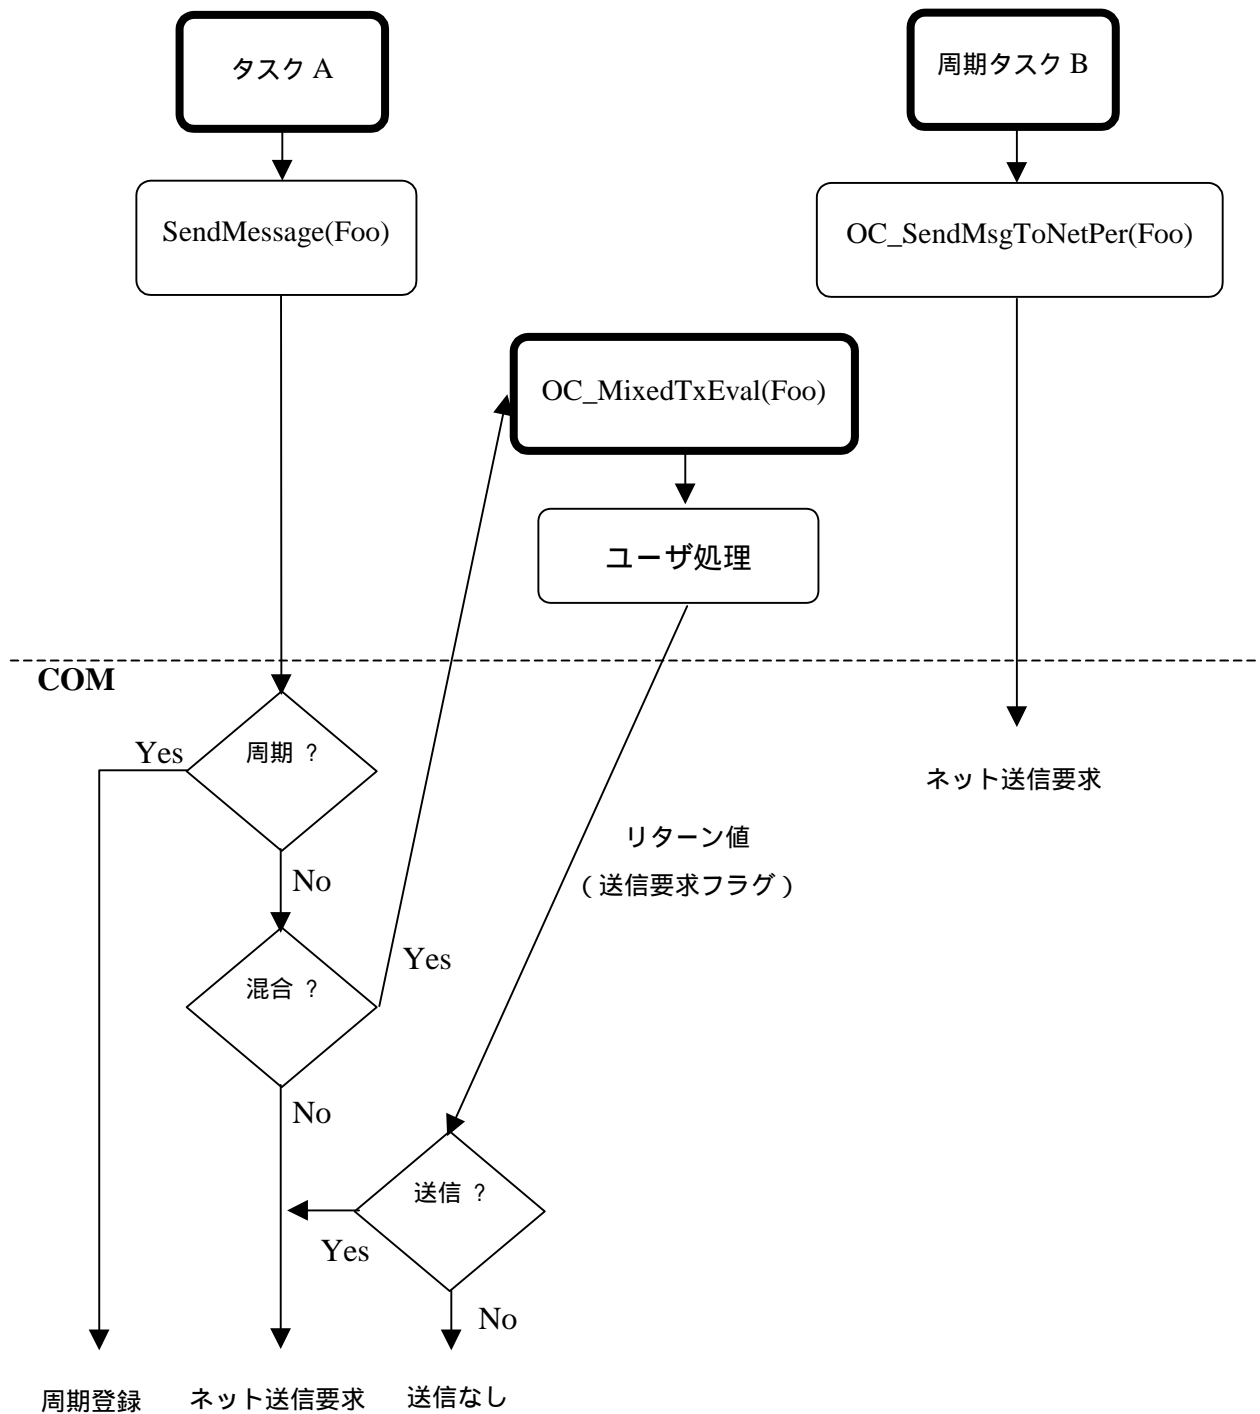 タスク A
周期タスク B
SendMessage(Foo)
OC_SendMsgToNetPer(Foo)
OC_MixedTxEval(Foo)
ユーザ処理
COM
Yes
周期 ?
ネット送信要求
リターン値
(送信要求フラグ)
No
Yes
混合 ?
No
送信 ?
Yes
No
周期登録
ネット送信要求
送信なし